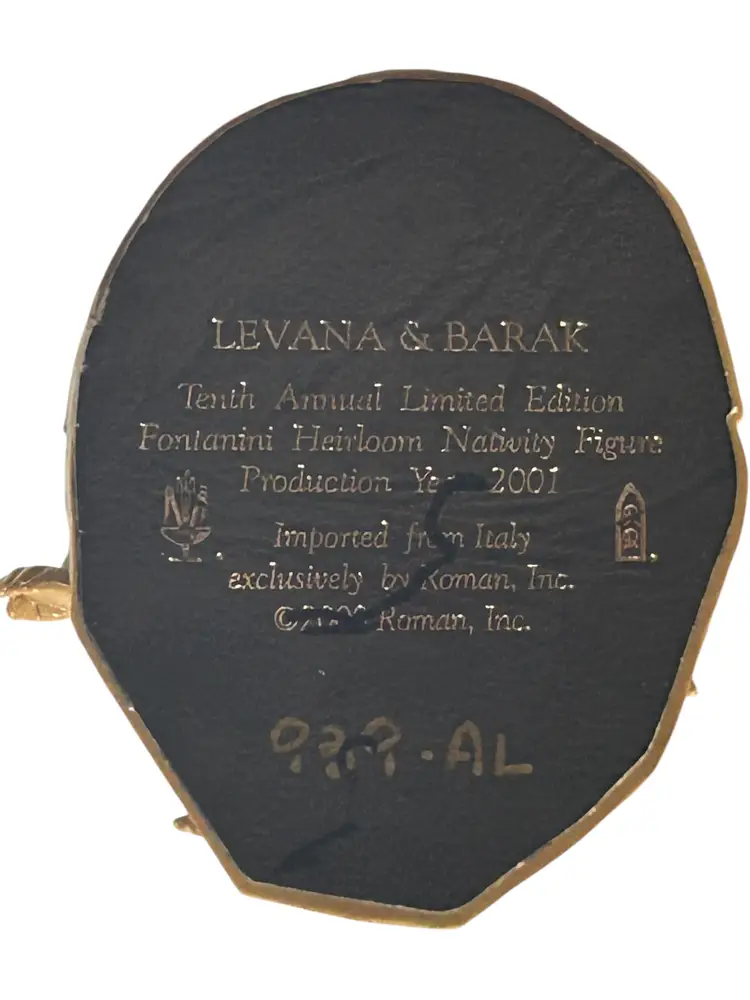 LEVANA & BARAK
Tenth Annual Limited Edition
Fontanini Heirloom Nativity Figure
Production Year 2001
Imported from Italy
exclusively by Roman, Inc.
Roman, Inc.
AL